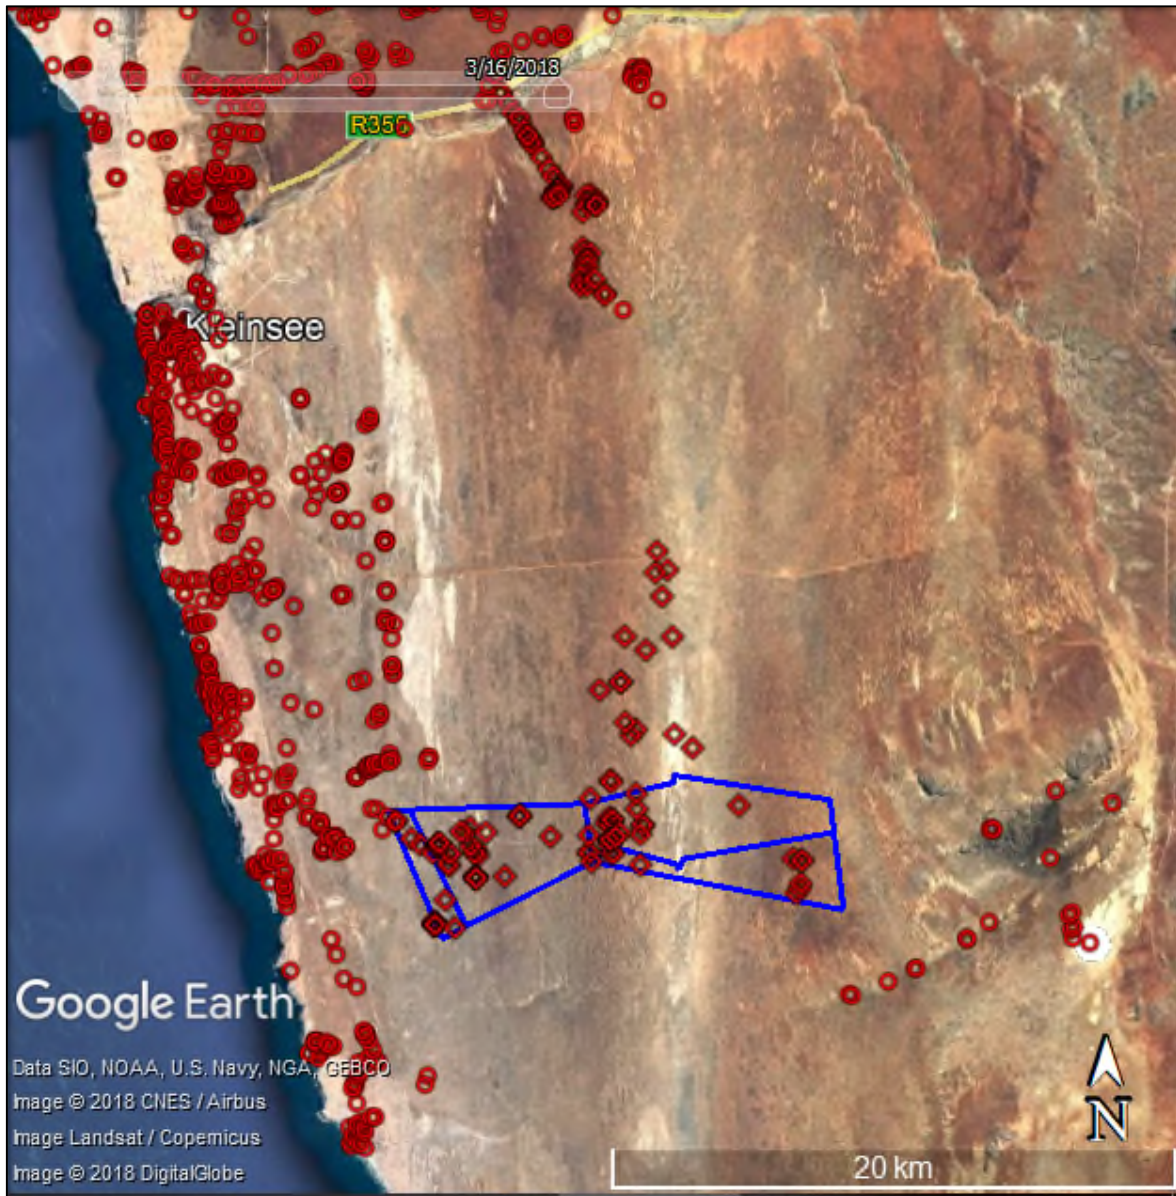 3/16/2018
R355
Kleinsee
Google Earth
Data SIO, NOAA, U.S. Navy, NGA, GEBCO
Image © 2018 CNES / Airbus
Image Landsat / Copernicus
Image © 2018 DigitalGlobe
N
20 km